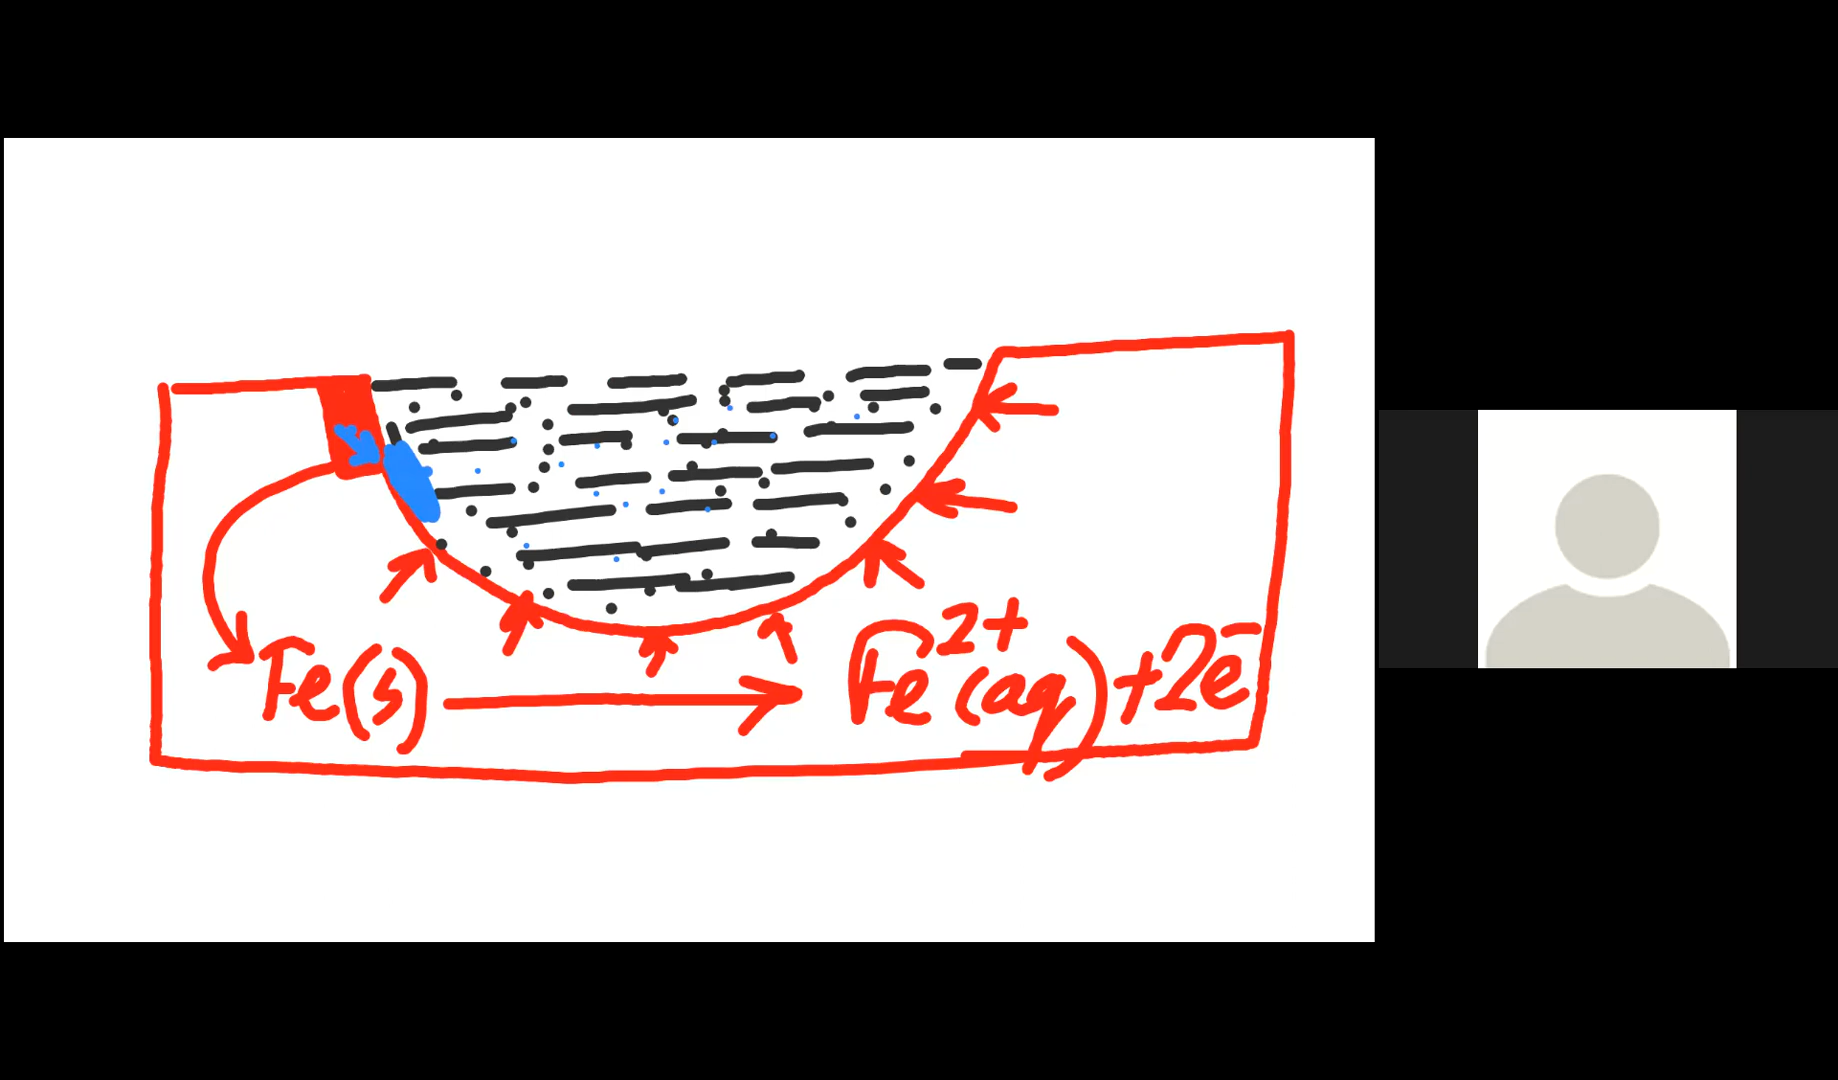 Fe(s) ⟶ Fe²⁺(aq) + 2e⁻